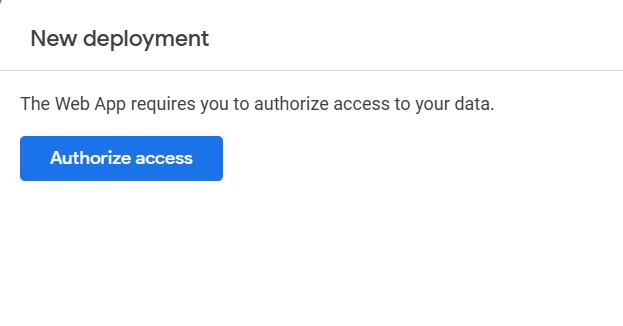 New deployment
The Web App requires you to authorize access to your data.
Authorize access